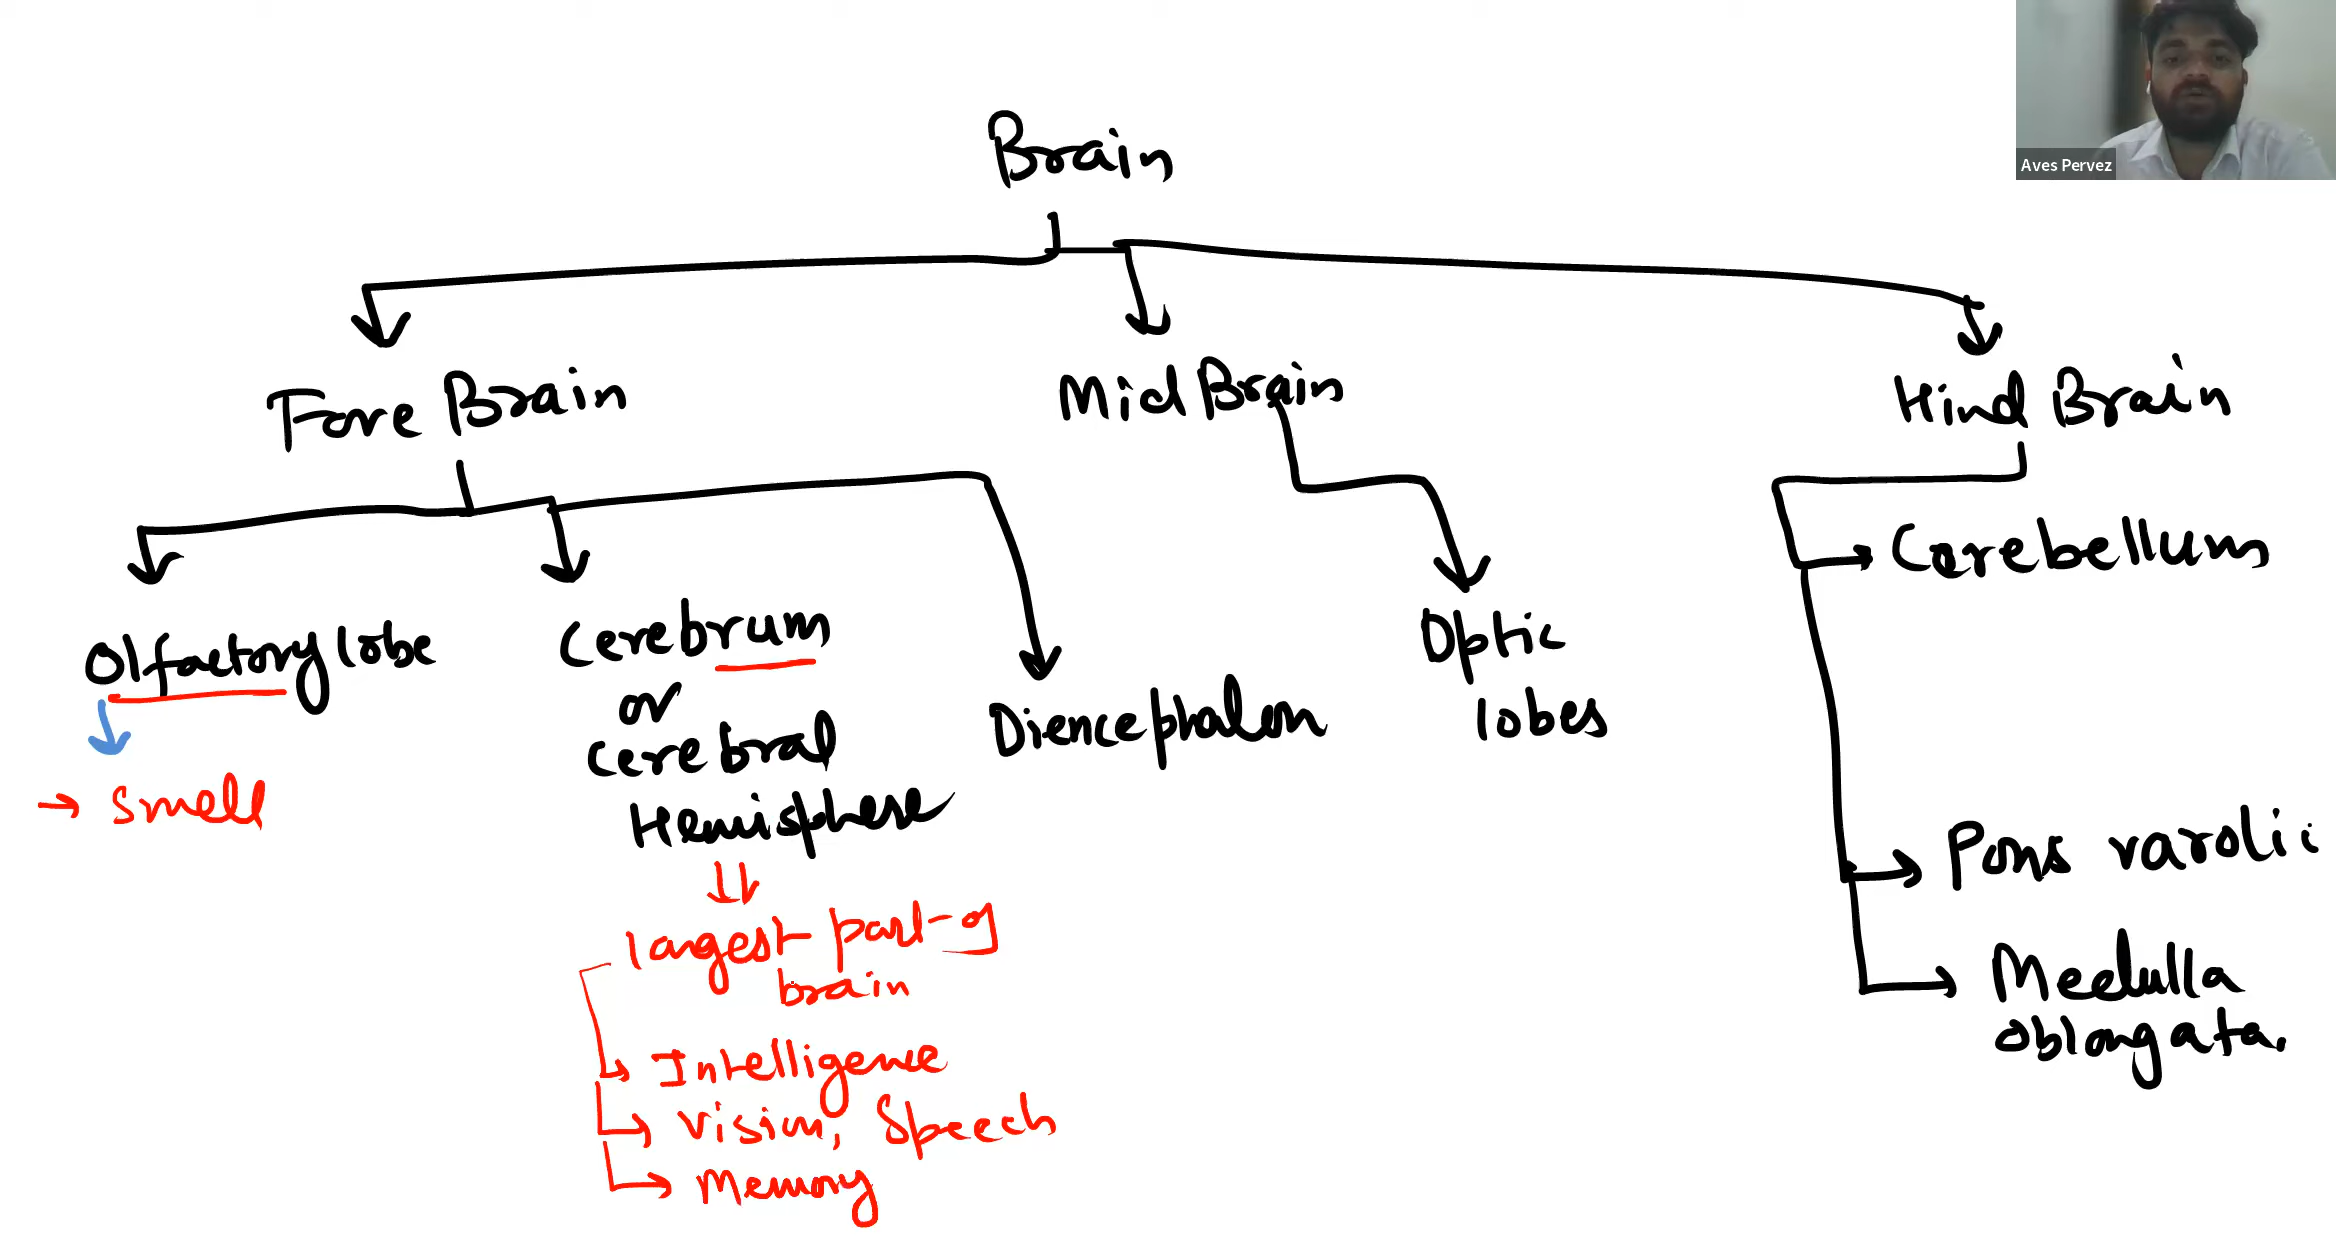 Brain
Aves Pervez
Fore Brain
Mid Brain
Hind Brain
Olfactory lobe
→ Smell
Cerebrum
or
cerebral
Hemisphere
largest part of
brain
Intelligence
Vision, Speech
Memory
Diencephalon
Optic
lobes
Cerebellum
Pons varolii
Medulla
oblongata.